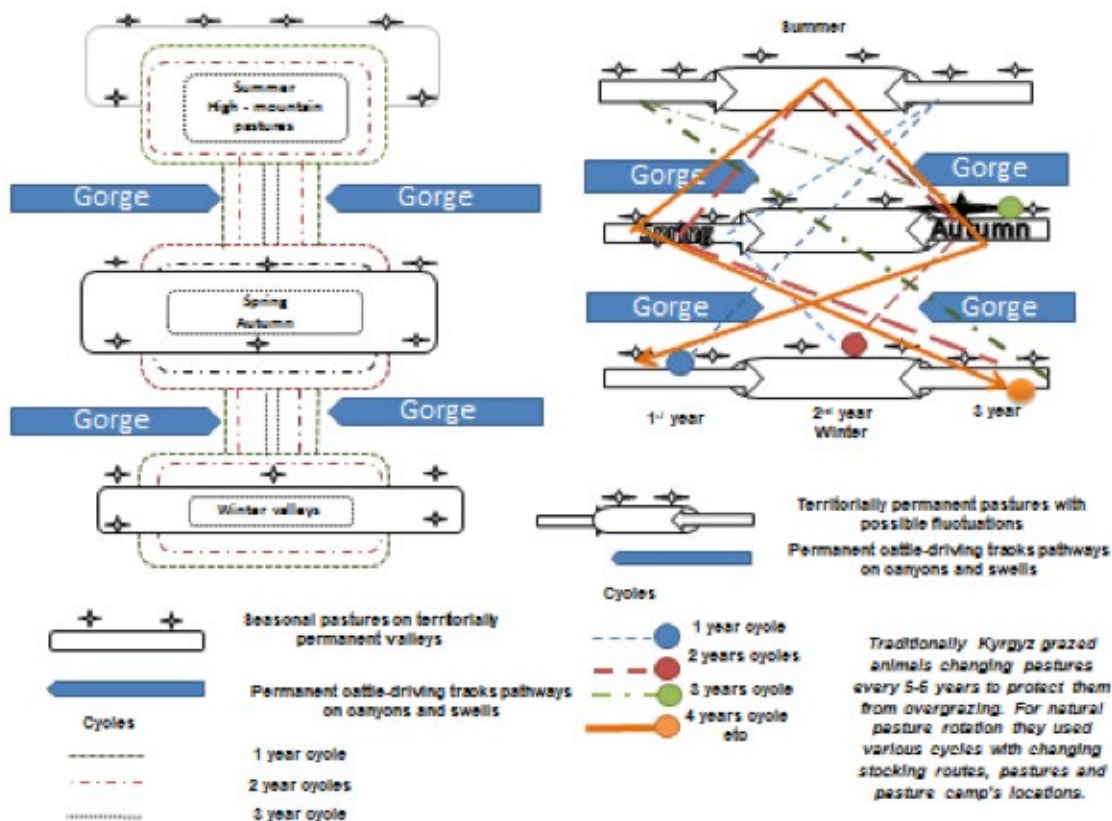 Summer
High - mountain
pastures
Gorge
Gorge
Spring
Autumn
Gorge
Gorge
Winter valleys
Seasonal pastures on territorially
permanent valleys
Permanent cattle-driving tracks pathways
on canyons and swells
Cycles
1 year cycle
2 year cycles
3 year cycle
Summer
Gorge
Gorge
Spring
Autumn
Gorge
Gorge
1st year
2nd year
3 year
Winter
Territorially permanent pastures with
possible fluctuations
Permanent cattle-driving tracks pathways
on canyons and swells
Cycles
1 year cycle
2 years cycles
3 years cycle
4 years cycle
etc
Traditionally Kyrgyz grazed
animals changing pastures
every 5-6 years to protect them
from overgrazing. For natural
pasture rotation they used
various cycles with changing
stocking routes, pastures and
pasture camp's locations.